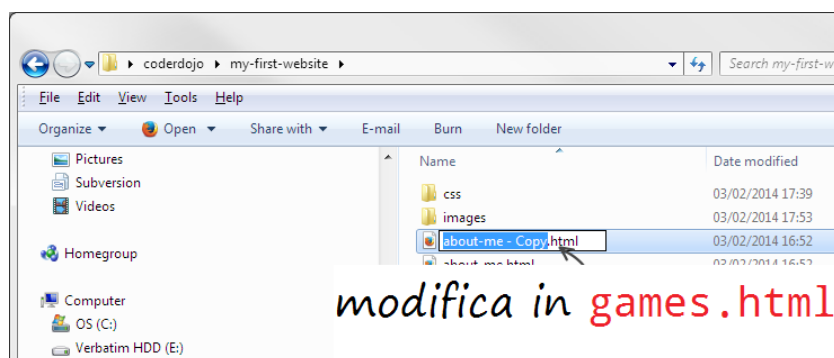 coderdojo my-first-website
Search my-first-w
File Edit View Tools Help
Organize Open Share with E-mail Burn New folder
Pictures
Subversion
Videos
Homegroup
Computer
OS (C:)
Verbatim HDD (E:)
Name Date modified
css 03/02/2014 17:39
images 03/02/2014 17:53
about-me - Copy.html 03/02/2014 16:52
about-me.html 03/02/2014 16:52
modifica in games.html